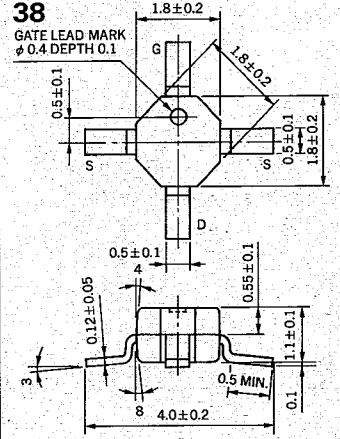 38
1.8±0.2
GATE LEAD MARK
φ 0.4 DEPTH 0.1
G
1.8±0.2
0.5±0.1
S
S
0.5±0.1
1.8±0.2
D
0.5±0.1
4
0.12±0.05
0.55±0.1
1.1±0.1
3
0.5 MIN.
8
0.1
4.0±0.2